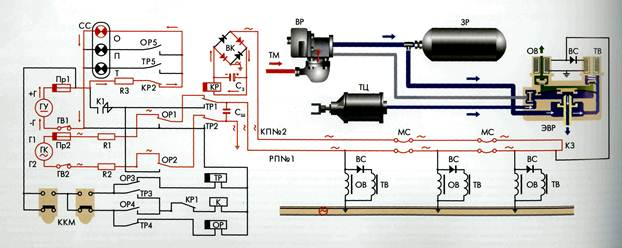 СС
О
П
Т
ОР5
ТР5
КР2
R3
Пр1
+Г
ГУ
-Г
ГВ1
К1
Г1
Пр2
R1
ОР1
ТР1
ТР2
ГК
Г2
ГВ2
R2
ОР2
ККМ
ОР3
ТР3
ОР4
ТР4
КР1
ТР
К
ОР
ВК
КР
Сз
Сш
ТМ
ВР
ЗР
ТЦ
ОВ
ВС
ТВ
ЭВР
КП№2
РП№1
МС
МС
КЗ
ВС
ОВ
ТВ
ВС
ОВ
ТВ
ВС
ОВ
ТВ